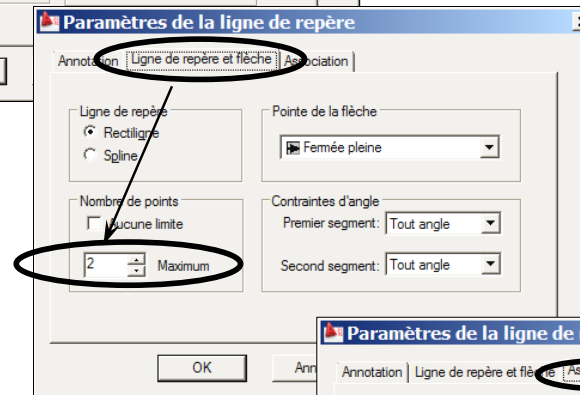 Paramètres de la ligne de repère
Annotation Ligne de repère et flèche Association
Ligne de repère
Rectiligne
Spline
Pointe de la flèche
Fermée pleine
Nombre de points
Aucune limite
2 Maximum
Contraintes d'angle
Premier segment: Tout angle
Second segment: Tout angle
OK
Ann
Paramètres de la ligne de
Annotation Ligne de repère et flèche As